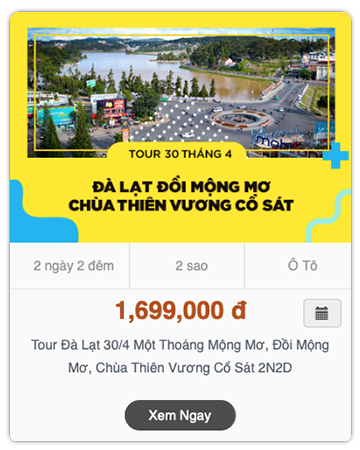 TOUR 30 THÁNG 4
ĐÀ LẠT ĐỒI MỘNG MƠ
CHÙA THIÊN VƯƠNG CỔ SÁT
2 ngày 2 đêm
2 sao
Ô Tô
1,699,000 đ
Tour Đà Lạt 30/4 Một Thoáng Mộng Mơ, Đồi Mộng
Mơ, Chùa Thiên Vương Cổ Sát 2N2D
Xem Ngay